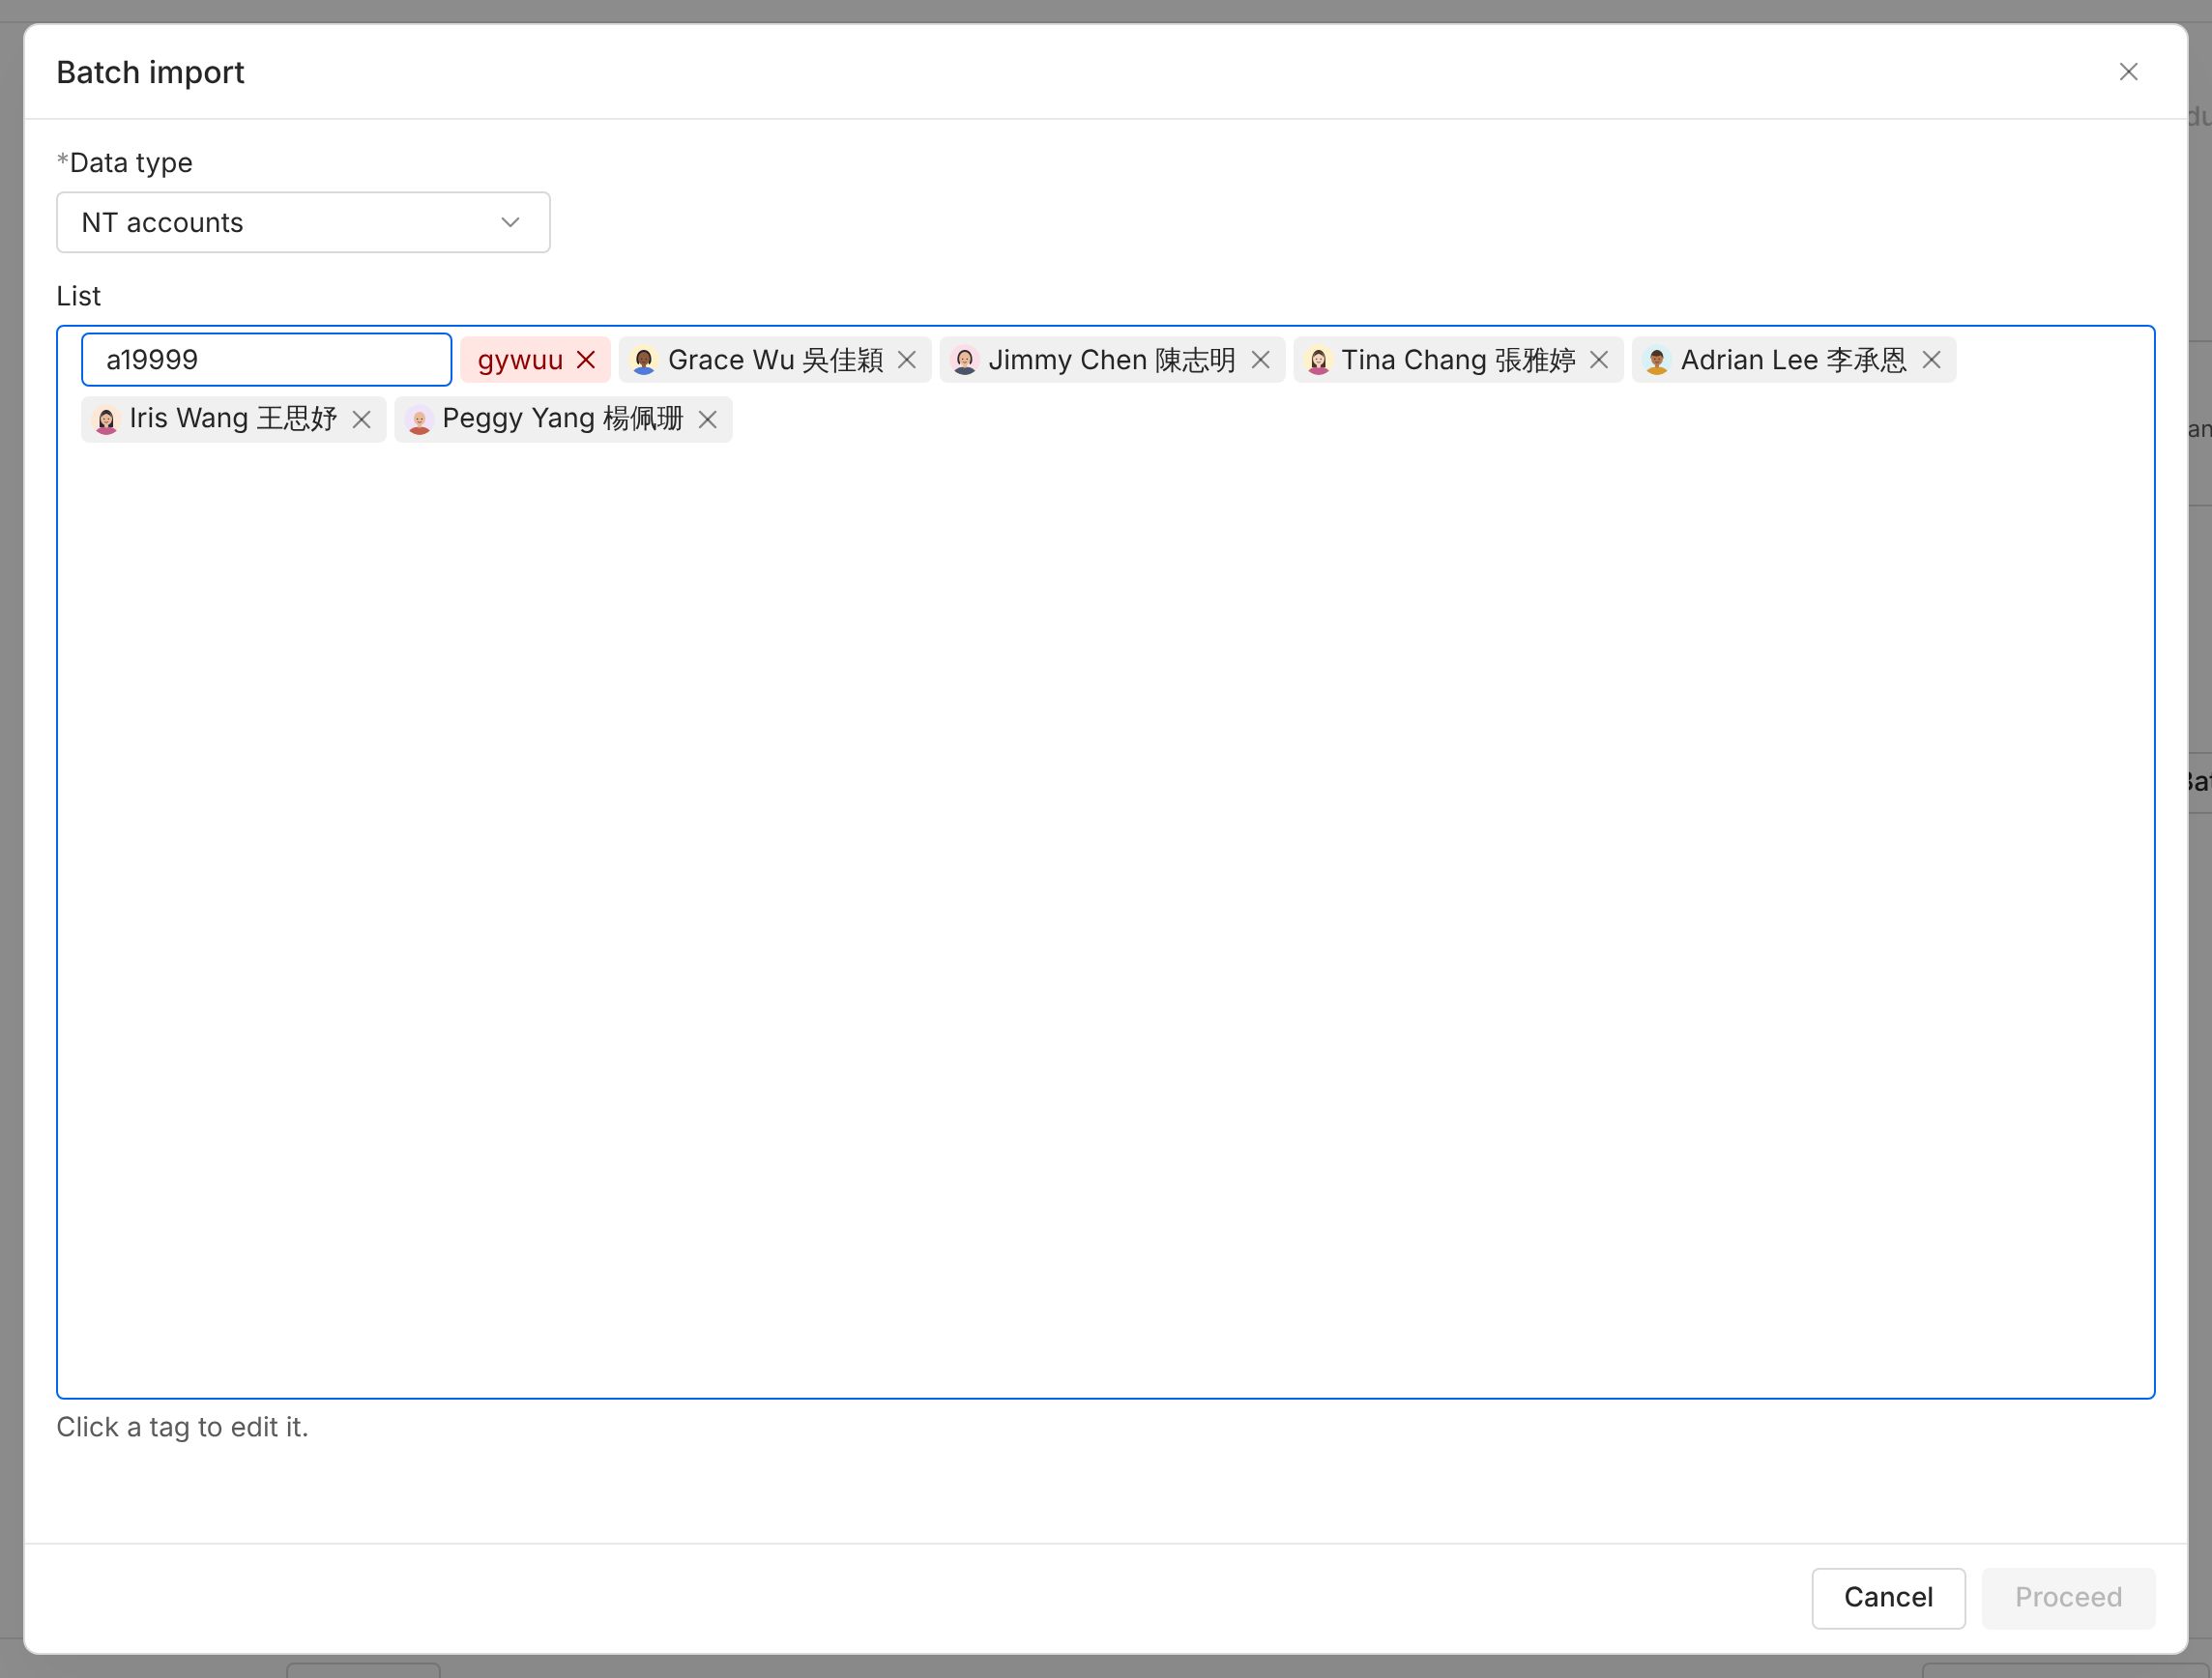 Batch import
*Data type
NT accounts
List
a19999 gywuu Grace Wu 吳佳穎 Jimmy Chen 陳志明 Tina Chang 張雅婷 Adrian Lee 李承恩
Iris Wang 王思妤 Peggy Yang 楊佩珊
Click a tag to edit it.
Cancel Proceed